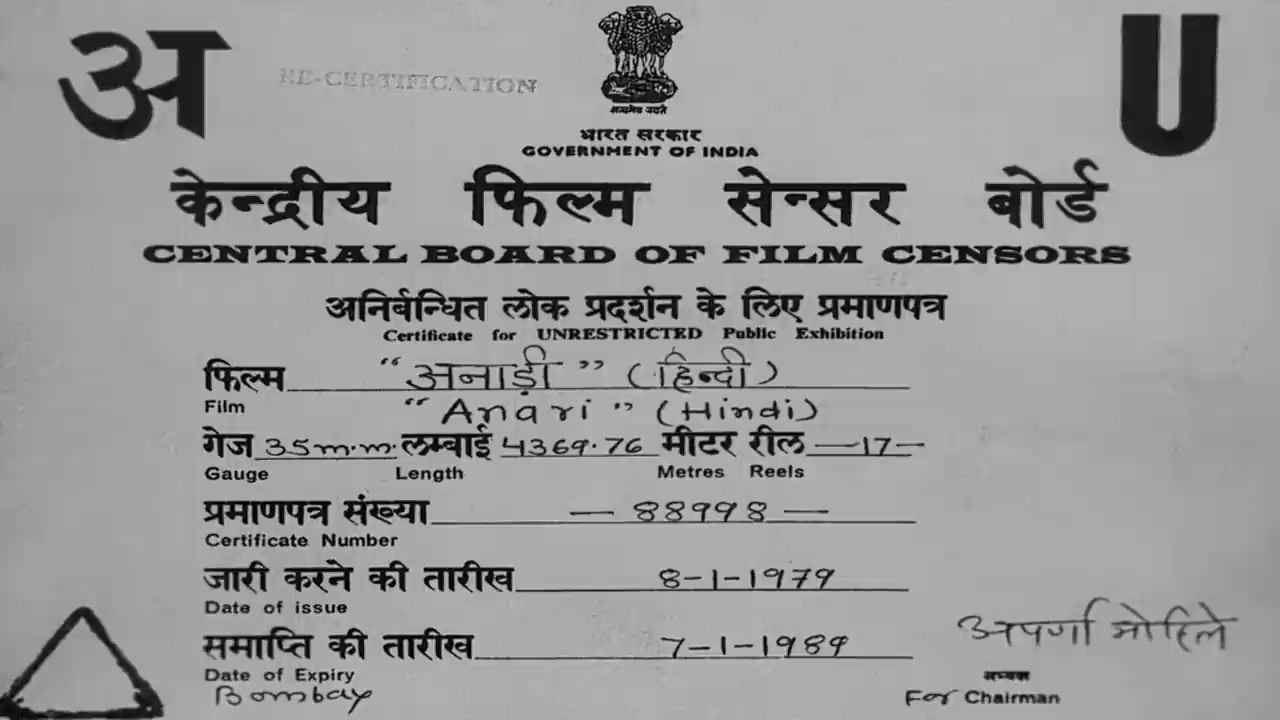 अ
RE-CERTIFICATION
U
सत्यमेव जयते
भारत सरकार
GOVERNMENT OF INDIA
केन्द्रीय फिल्म सेन्सर बोर्ड
CENTRAL BOARD OF FILM CENSORS
अनिर्बन्धित लोक प्रदर्शन के लिए प्रमाणपत्र
Certificate for UNRESTRICTED Public Exhibition
फिल्म "अनाड़ी" (हिन्दी)
Film "Anari" (Hindi)
गेज 35m.m. लम्बाई 4369.76 मीटर रील —17—
Gauge Length Metres Reels
प्रमाणपत्र संख्या — 88998 —
Certificate Number
जारी करने की तारीख 8-1-1979
Date of issue
समाप्ति की तारीख 7-1-1989
Date of Expiry
अपर्णा मोहिले
अध्यक्ष
Bombay
For Chairman